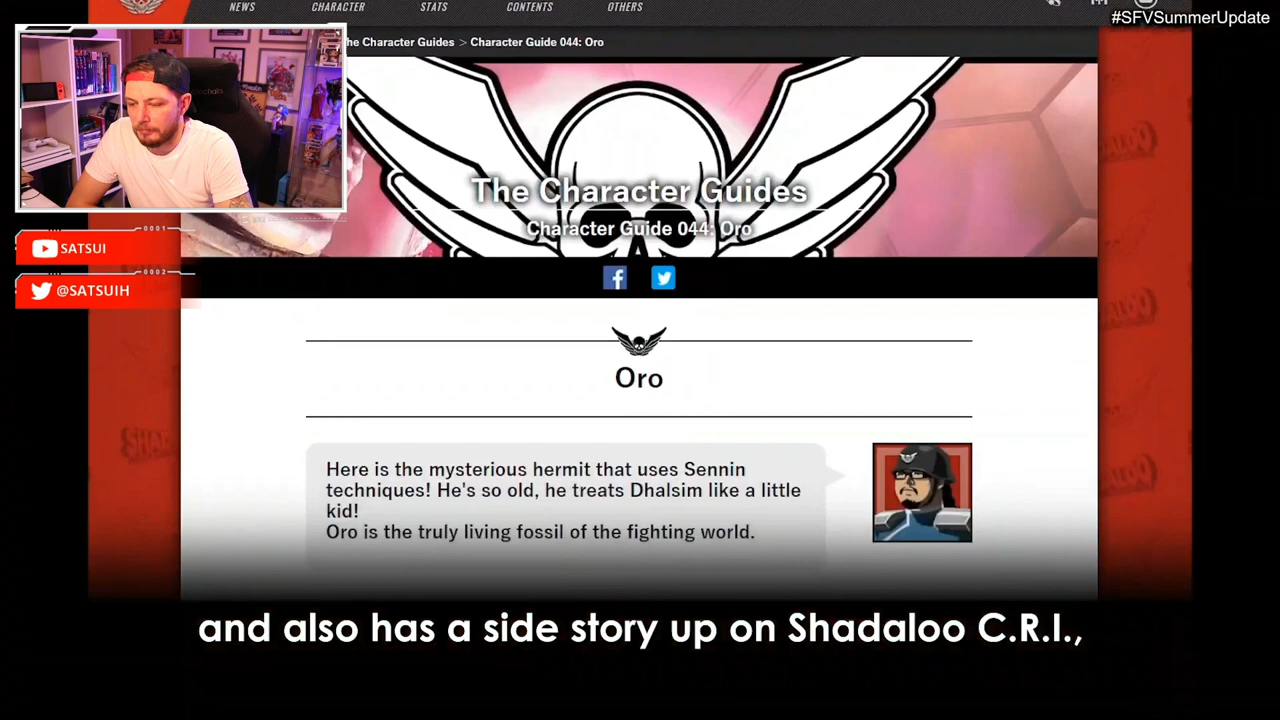 NEWS CHARACTER STATS CONTENTS OTHERS
#SFVSummerUpdate
he Character Guides > Character Guide 044: Oro
The Character Guides
Character Guide 044: Oro
0001
SATSUI
0002
@SATSUIH
Oro
Here is the mysterious hermit that uses Sennin
techniques! He's so old, he treats Dhalsim like a little
kid!
Oro is the truly living fossil of the fighting world.
and also has a side story up on Shadaloo C.R.I.,